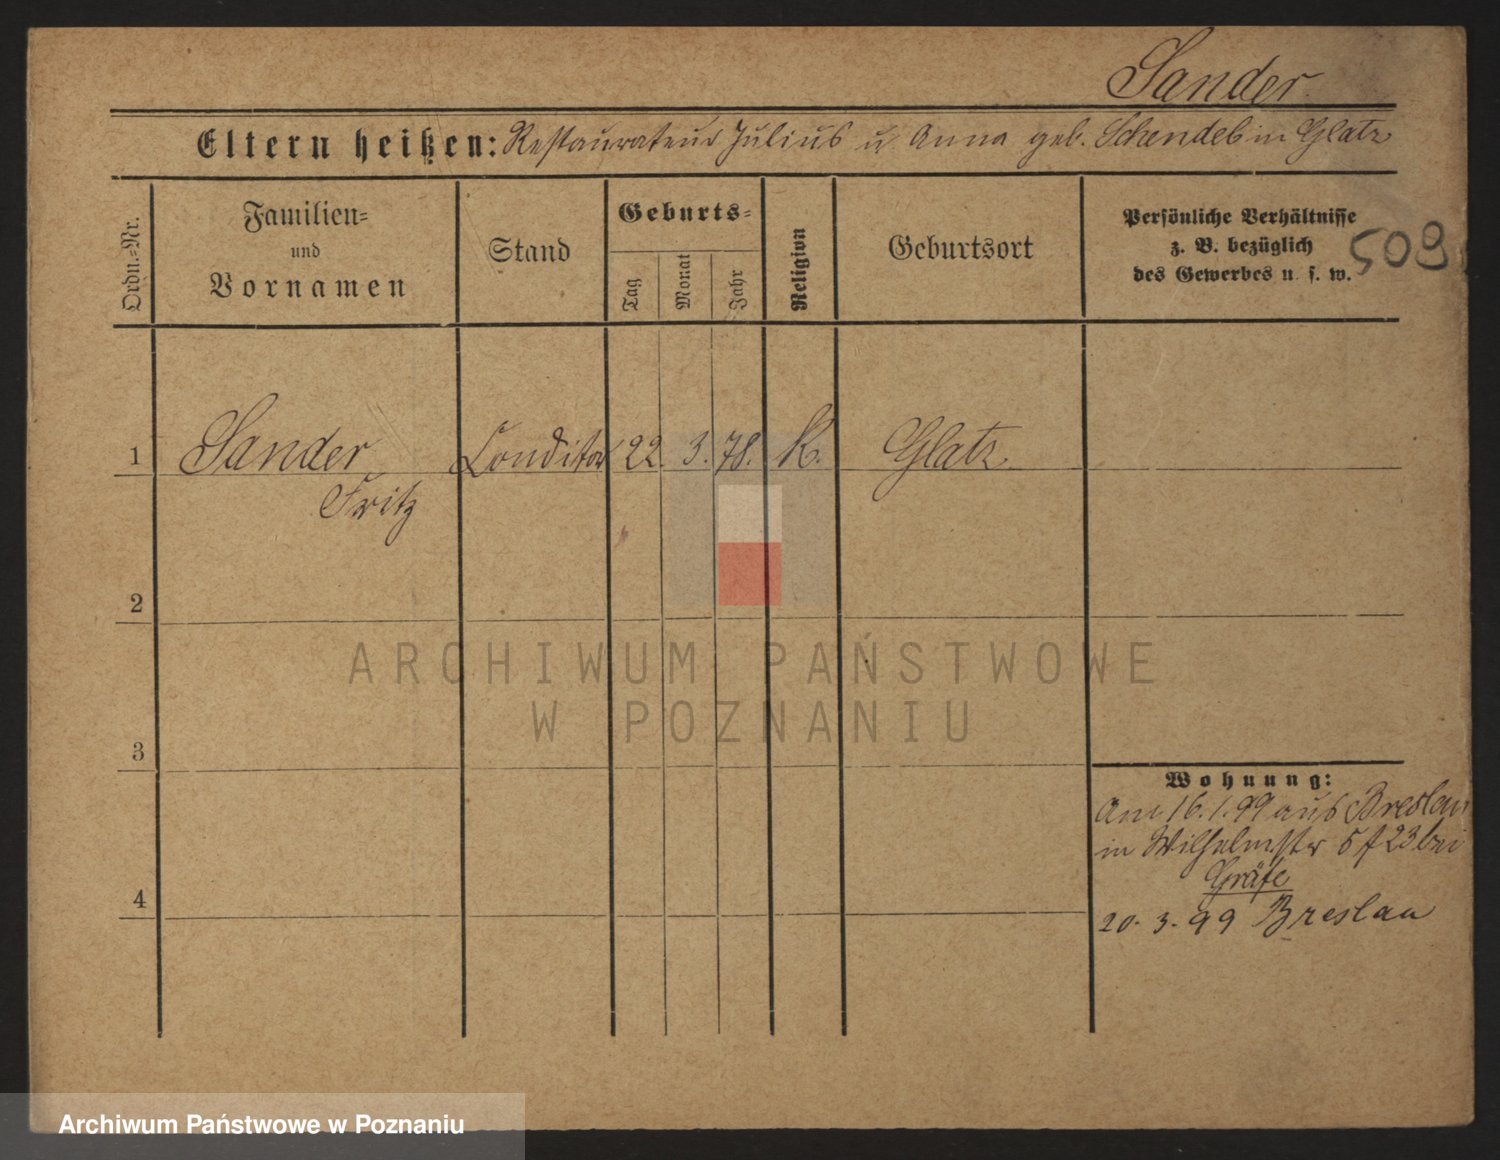 Sander
Eltern heißen: Restaurateur Julius u Anna geb. Schendel in Glatz
Ordn.-Nr.
Familien-
und
Vornamen
Stand
Geburts-
Tag
Monat
Jahr
Religion
Geburtsort
Persönliche Verhältnisse
z. B. bezüglich
des Gewerbes u. s. w.
509
1 Sander Conditor 22. 3. 78. K. Glatz
Fritz
2
ARCHIWUM PAŃSTWOWE
W POZNANIU
3
Wohnung:
Am 16.1.99 aus Breslau
in Wilhelmstr 5 f 23 bei
Gräfe
4
20. 3. 99 Breslau
Archiwum Państwowe w Poznaniu